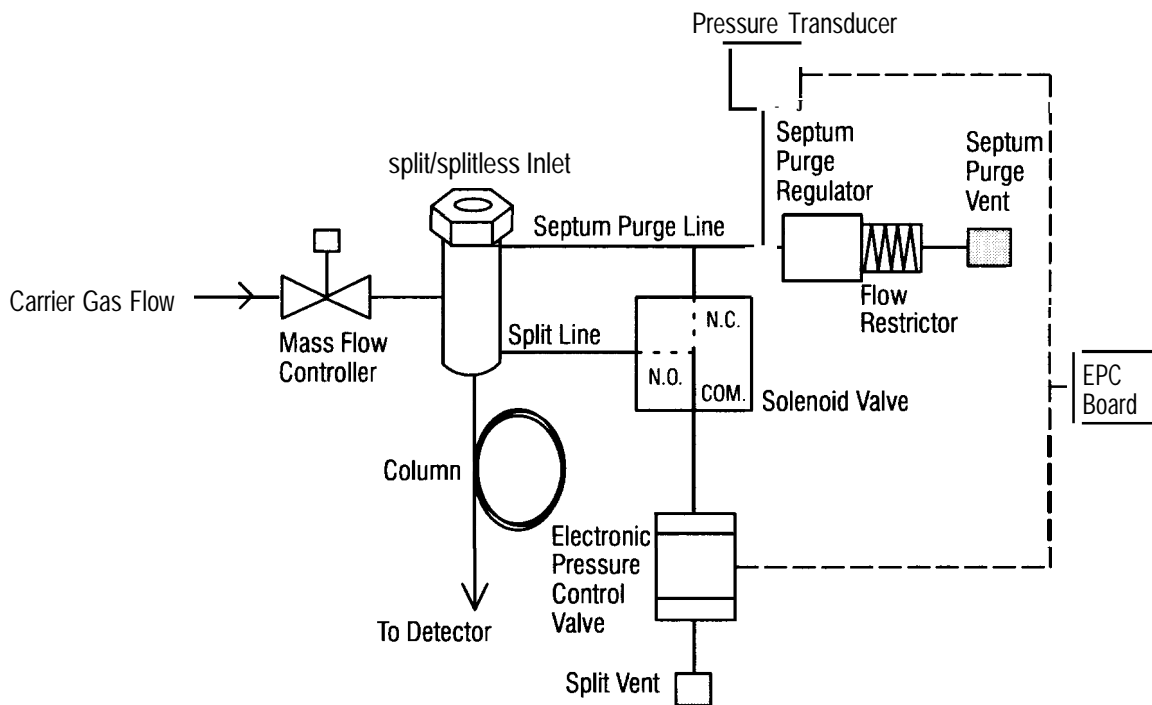 Pressure Transducer
Septum
Purge
Regulator
Septum
Purge
Vent
split/splitless Inlet
Septum Purge Line
Carrier Gas Flow
Mass Flow
Controller
Split Line
N.C.
N.O.
COM.
Flow
Restrictor
Solenoid Valve
EPC
Board
Column
Electronic
Pressure
Control
Valve
To Detector
Split Vent